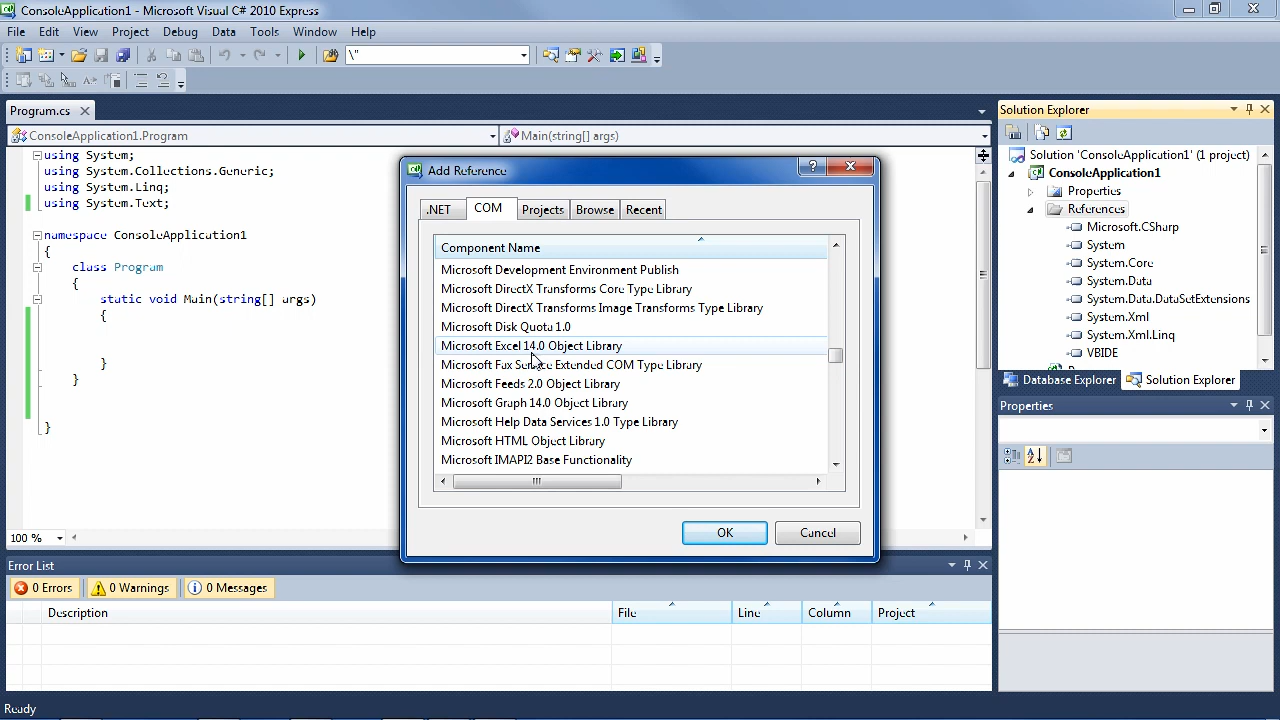 ConsoleApplication1 - Microsoft Visual C# 2010 Express
File Edit View Project Debug Data Tools Window Help
\"
Program.cs
ConsoleApplication1.Program
Main(string[] args)
using System;
using System.Collections.Generic;
using System.Linq;
using System.Text;
namespace ConsoleApplication1
{
class Program
{
static void Main(string[] args)
{
}
}
}
100 %
Add Reference
.NET COM Projects Browse Recent
Component Name
Microsoft Development Environment Publish
Microsoft DirectX Transforms Core Type Library
Microsoft DirectX Transforms Image Transforms Type Library
Microsoft Disk Quota 1.0
Microsoft Excel 14.0 Object Library
Microsoft Fax Service Extended COM Type Library
Microsoft Feeds 2.0 Object Library
Microsoft Graph 14.0 Object Library
Microsoft Help Data Services 1.0 Type Library
Microsoft HTML Object Library
Microsoft IMAPI2 Base Functionality
OK Cancel
Solution Explorer
Solution 'ConsoleApplication1' (1 project)
ConsoleApplication1
Properties
References
Microsoft.CSharp
System
System.Core
System.Data
System.Data.DataSetExtensions
System.Xml
System.Xml.Linq
VBIDE
Database Explorer Solution Explorer
Properties
Error List
0 Errors 0 Warnings 0 Messages
Description File Line Column Project
Ready